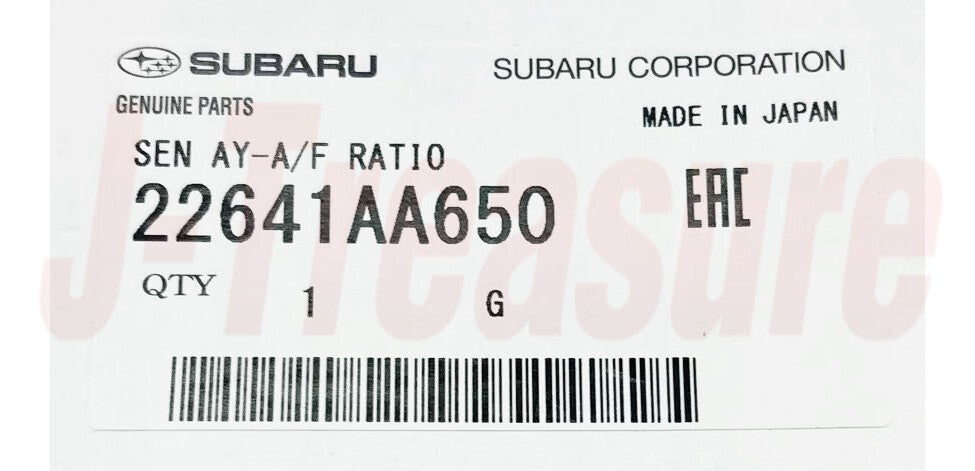 SUBARU SUBARU CORPORATION
GENUINE PARTS
MADE IN JAPAN
SEN AY-A/F RATIO
22641AA650 EAC
QTY 1 G
J-Treasure